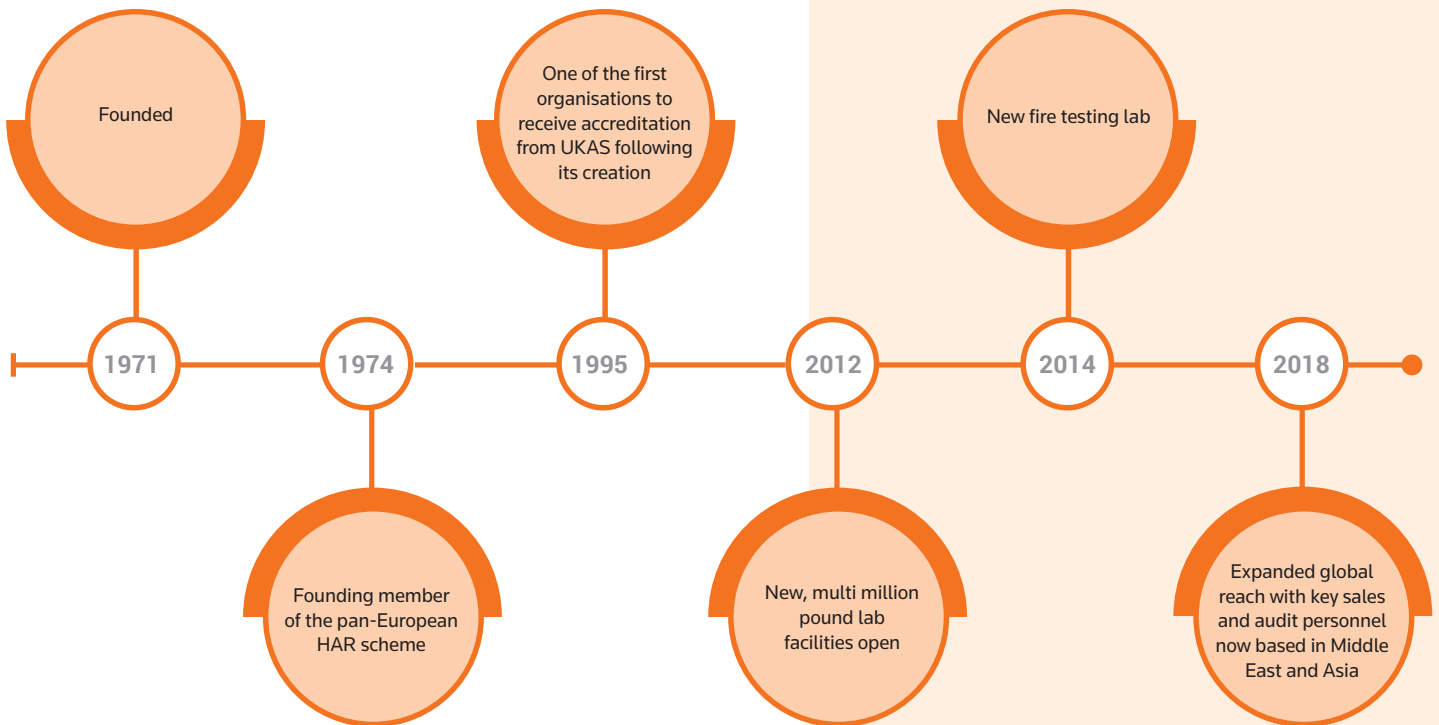 Founded
One of the first
organisations to
receive accreditation
from UKAS following
its creation
New fire testing lab
1971
1974
1995
2012
2014
2018
Founding member
of the pan-European
HAR scheme
New, multi million
pound lab
facilities open
Expanded global
reach with key sales
and audit personnel
now based in Middle
East and Asia